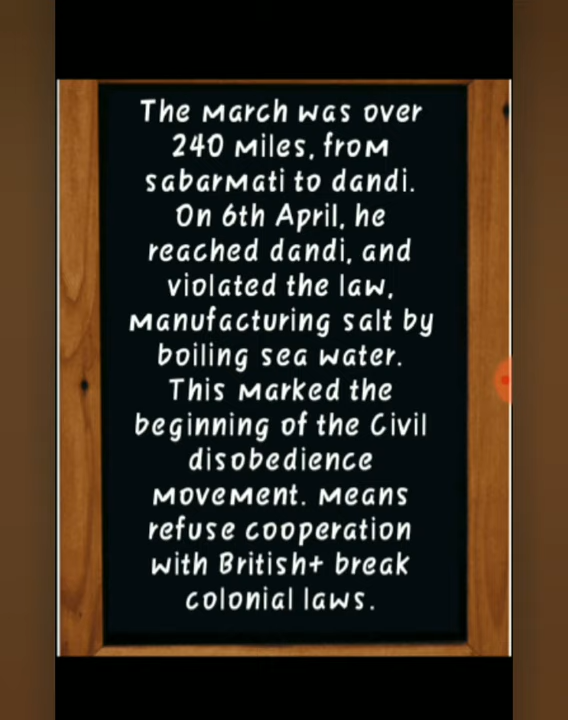 The March was over
240 Miles, from
sabarmati to dandi.
On 6th April, he
reached dandi, and
violated the law,
Manufacturing salt by
boiling sea water.
This Marked the
beginning of the Civil
disobedience
Movement. Means
refuse cooperation
with British+ break
colonial laws.